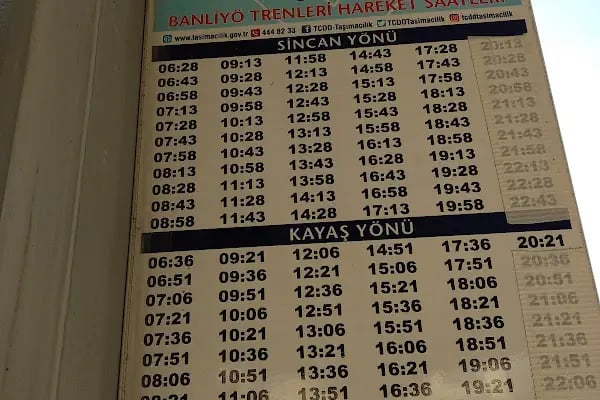 BANLİYÖ TRENLERİ HAREKET SAATLERİ
www.tasimacilik.gov.tr 444 82 33 TCDD-Taşımacılık TCDDTasimacilik tcddtasimacilik
SİNCAN YÖNÜ
06:28 09:13 11:58 14:43 17:28 20:13
06:43 09:28 12:13 14:58 17:43 20:28
06:58 09:43 12:28 15:13 17:58 20:43
07:13 09:58 12:43 15:28 18:13 20:58
07:28 10:13 12:58 15:43 18:28 21:13
07:43 10:28 13:13 15:58 18:43 21:28
07:58 10:43 13:28 16:13 18:58 21:43
08:13 10:58 13:43 16:28 19:13 21:58
08:28 11:13 13:58 16:43 19:28 22:13
08:43 11:28 14:13 16:58 19:43 22:28
08:58 11:43 14:28 17:13 19:58 22:43
KAYAŞ YÖNÜ
06:36 09:21 12:06 14:51 17:36 20:21
06:51 09:36 12:21 15:06 17:51 20:36
07:06 09:51 12:36 15:21 18:06 20:51
07:21 10:06 12:51 15:36 18:21 21:06
07:36 10:21 13:06 15:51 18:36 21:21
07:51 10:36 13:21 16:06 18:51 21:36
08:06 10:51 13:36 16:21 19:06 21:51
11:06 13:51 16:36 19:21 22:06